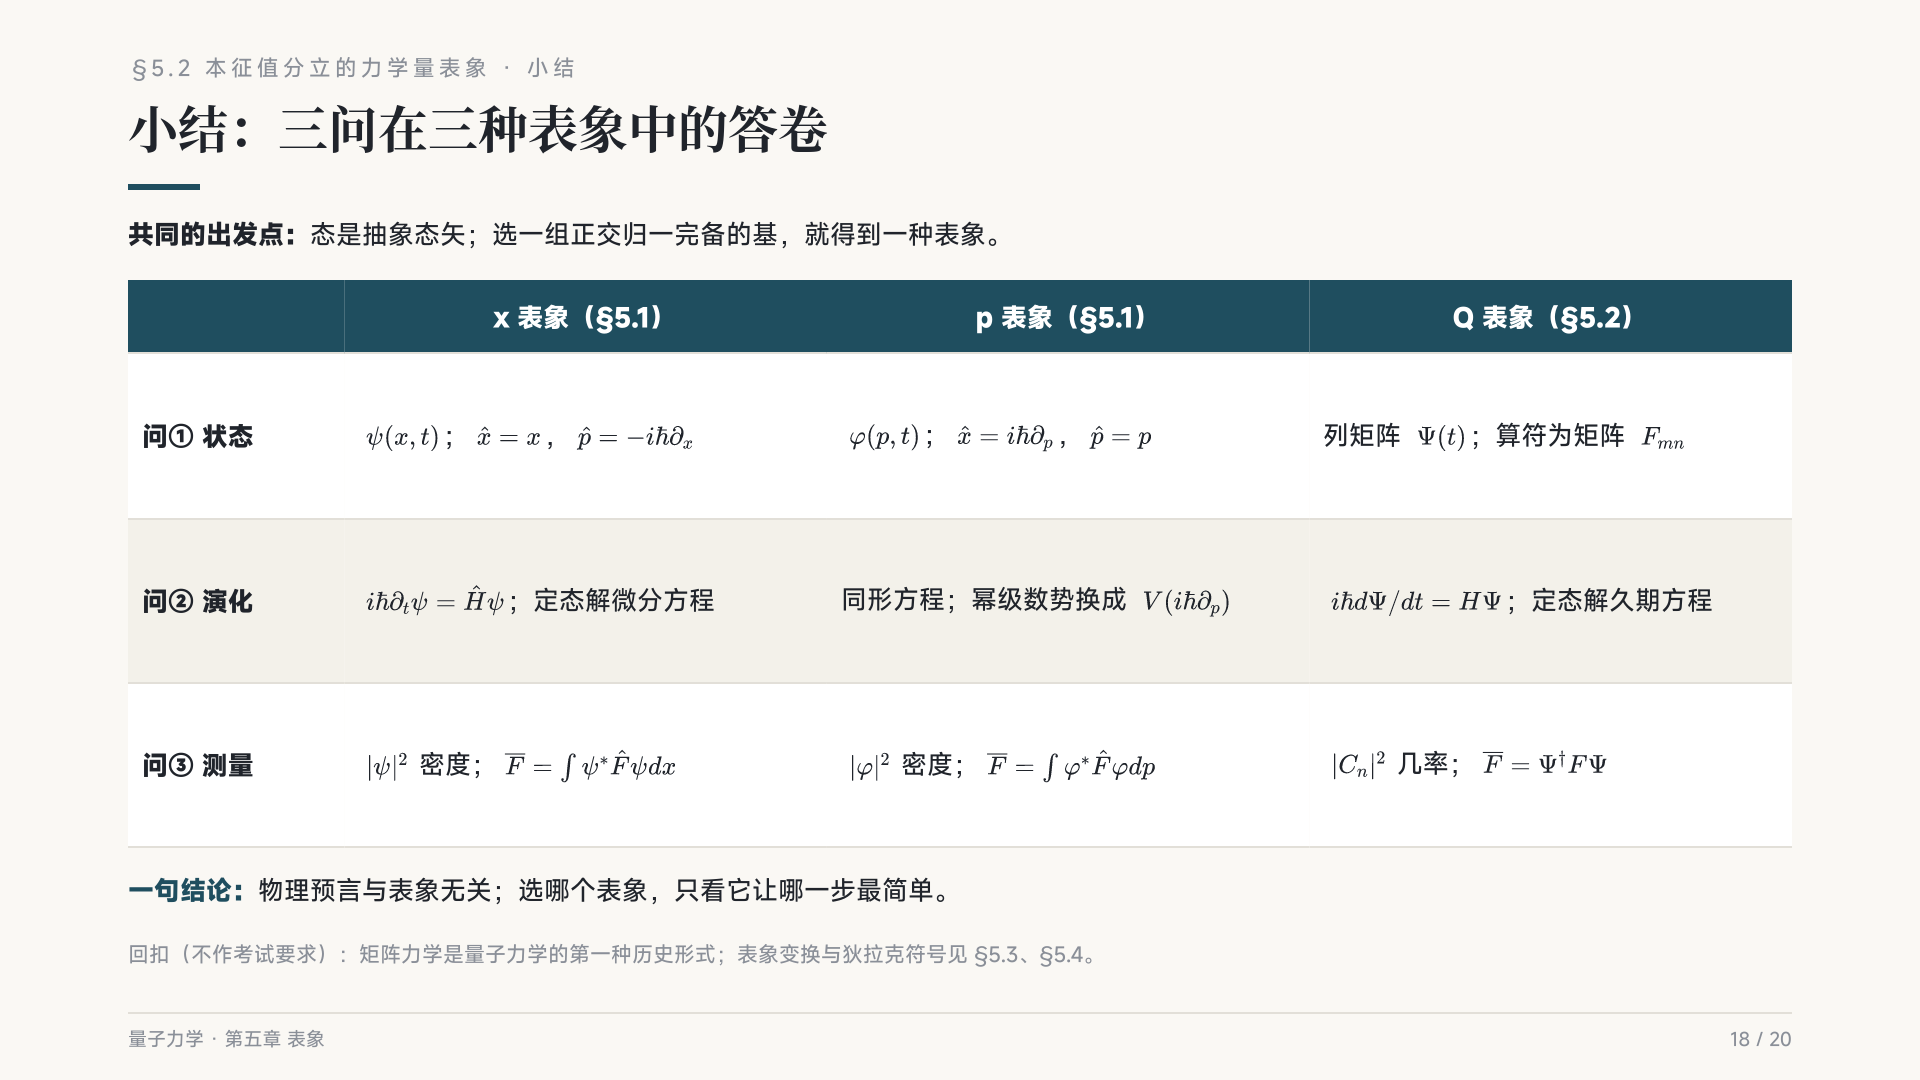 §5.2 本征值分立的力学量表象 · 小结
小结：三问在三种表象中的答卷
共同的出发点：态是抽象态矢；选一组正交归一完备的基，就得到一种表象。
x 表象（§5.1） p 表象（§5.1） Q 表象（§5.2）
问① 状态 ψ(x, t)； x̂ = x， p̂ = −iℏ∂ₓ φ(p, t)； x̂ = iℏ∂_p， p̂ = p 列矩阵 Ψ(t)；算符为矩阵 F_{mn}
问② 演化 iℏ∂_tψ = Ĥψ；定态解微分方程 同形方程；幂级数势换成 V(iℏ∂_p) iℏdΨ/dt = HΨ；定态解久期方程
问③ 测量 |ψ|² 密度； F̅ = ∫ψ*F̂ψdx |φ|² 密度； F̅ = ∫φ*F̂φdp |C_n|² 几率； F̅ = Ψ†FΨ
一句结论：物理预言与表象无关；选哪个表象，只看它让哪一步最简单。
回扣（不作考试要求）：矩阵力学是量子力学的第一种历史形式；表象变换与狄拉克符号见 §5.3、§5.4。
量子力学 · 第五章 表象 18 / 20